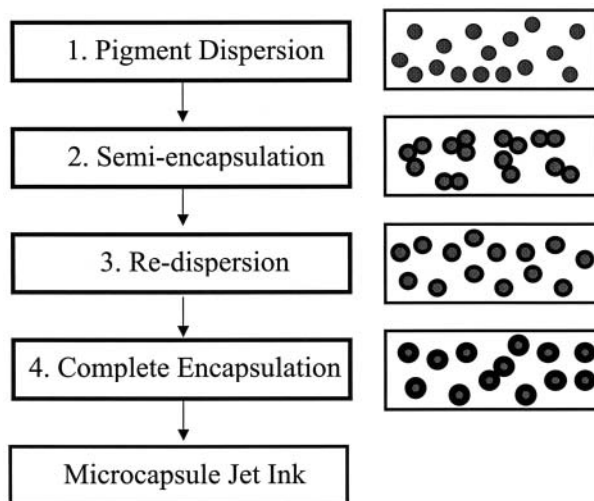 1. Pigment Dispersion
2. Semi-encapsulation
3. Re-dispersion
4. Complete Encapsulation
Microcapsule Jet Ink